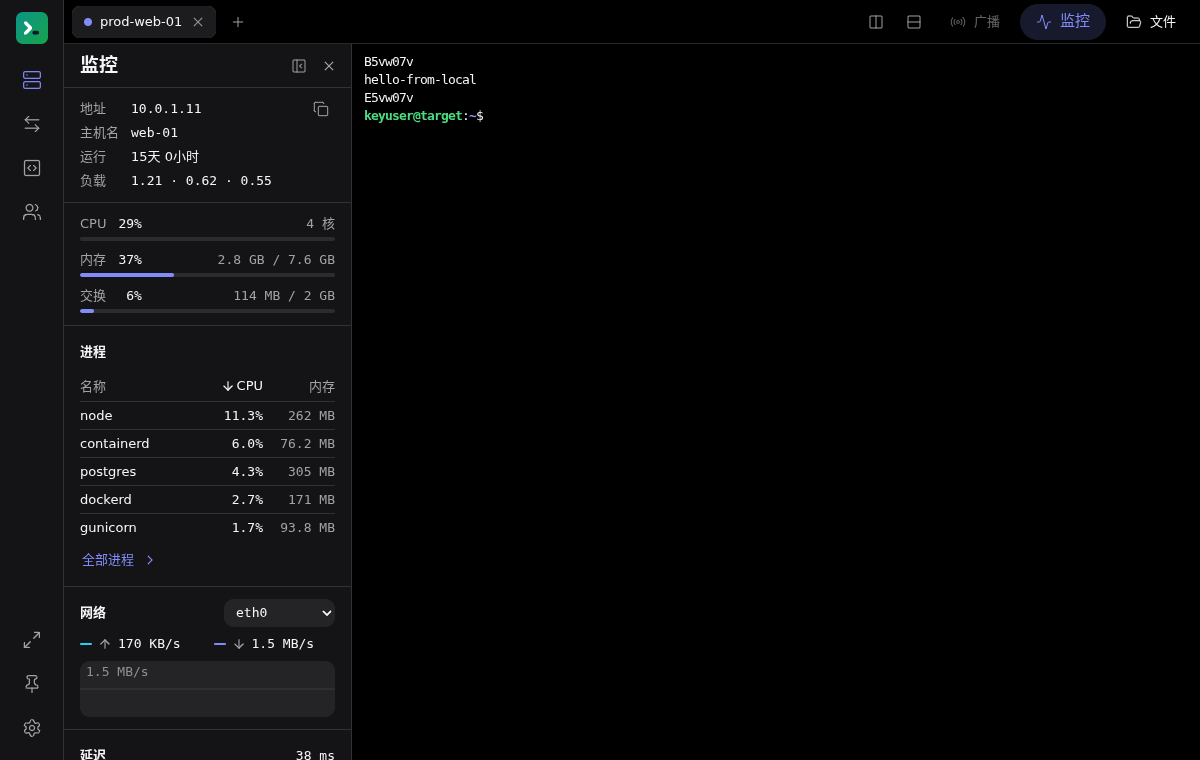 prod-web-01
广播
监控
文件
监控
地址 10.0.1.11
主机名 web-01
运行 15天 0小时
负载 1.21 · 0.62 · 0.55
CPU 29% 4 核
内存 37% 2.8 GB / 7.6 GB
交换 6% 114 MB / 2 GB
进程
名称 CPU 内存
node 11.3% 262 MB
containerd 6.0% 76.2 MB
postgres 4.3% 305 MB
dockerd 2.7% 171 MB
gunicorn 1.7% 93.8 MB
全部进程
网络 eth0
170 KB/s 1.5 MB/s
1.5 MB/s
延迟 38 ms
B5vw07v
hello-from-local
E5vw07v
keyuser@target:~$